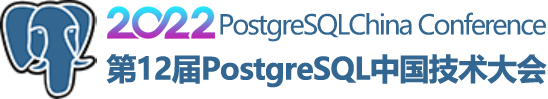 2022 PostgreSQLChina Conference
第12届PostgreSQL中国技术大会